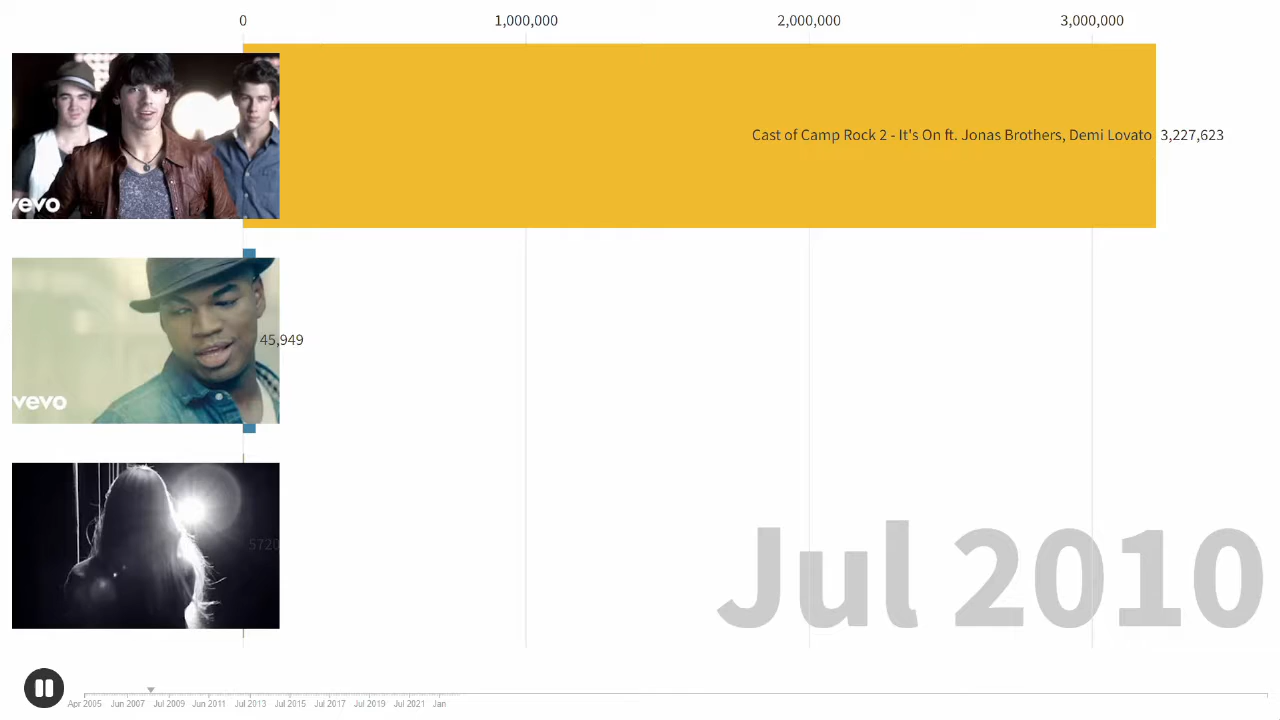 0 1,000,000 2,000,000 3,000,000
vevo
Cast of Camp Rock 2 - It's On ft. Jonas Brothers, Demi Lovato 3,227,623
45,949
vevo
5720
Jul 2010
Apr 2005 Jun 2007 Jul 2009 Jun 2011 Jul 2013 Jul 2015 Jul 2017 Jul 2019 Jul 2021 Jan